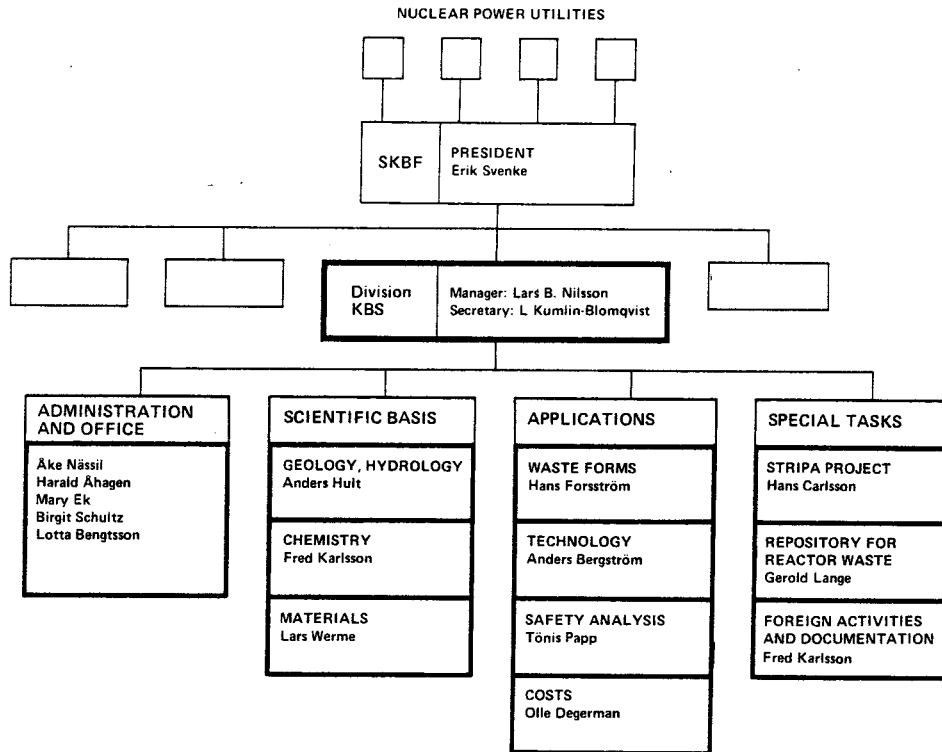 NUCLEAR POWER UTILITIES
SKBF
PRESIDENT
Erik Svenke
Division
KBS
Manager: Lars B. Nilsson
Secretary: L Kumlin-Blomqvist
ADMINISTRATION
AND OFFICE
Åke Nässil
Harald Åhagen
Mary Ek
Birgit Schultz
Lotta Bengtsson
SCIENTIFIC BASIS
GEOLOGY, HYDROLOGY
Anders Hult
CHEMISTRY
Fred Karlsson
MATERIALS
Lars Werme
APPLICATIONS
WASTE FORMS
Hans Forsström
TECHNOLOGY
Anders Bergström
SAFETY ANALYSIS
Tönis Papp
COSTS
Olle Degerman
SPECIAL TASKS
STRIPA PROJECT
Hans Carlsson
REPOSITORY FOR
REACTOR WASTE
Gerold Lange
FOREIGN ACTIVITIES
AND DOCUMENTATION
Fred Karlsson